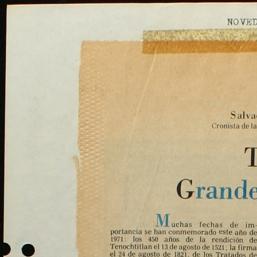 NOVED
Salva
Cronista de la
T
Grande
Muchas fechas de im-
portancia se han conmemorado este año de
1971: los 450 años de la rendición de
Tenochtitlan el 13 de agosto de 1521; la firma
el 24 de agosto de 1821, de los Tratados de